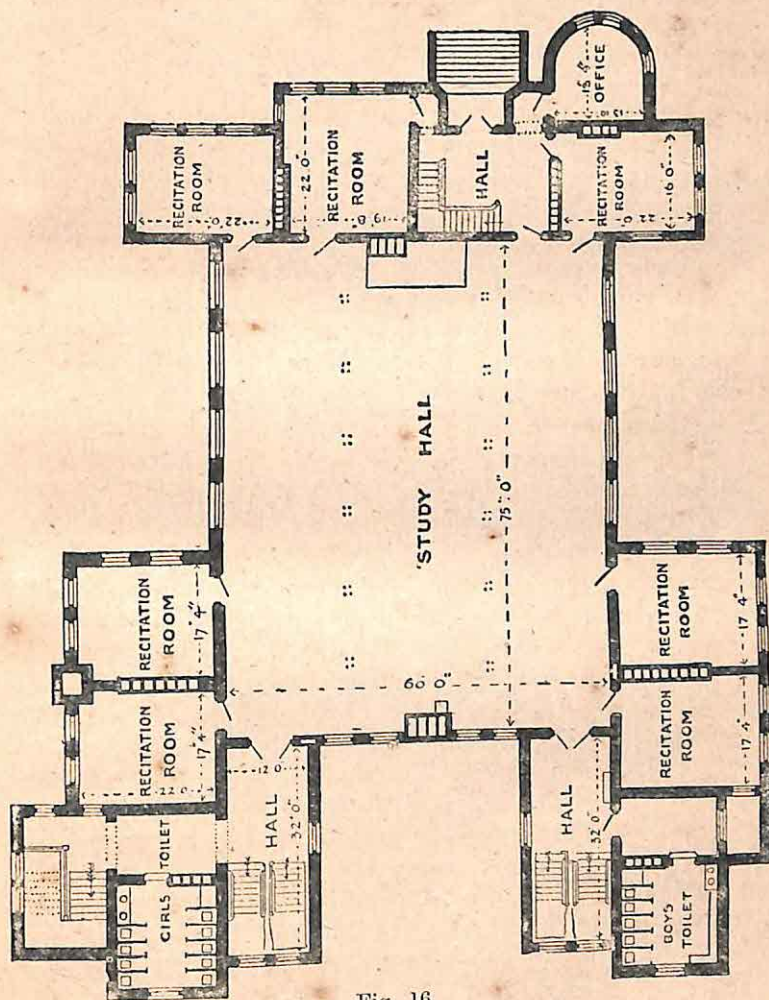 15' 4"
OFFICE
RECITATION
ROOM
22' 0"
22' 0"
RECITATION
ROOM
19' 8"
HALL
RECITATION
ROOM
22' 0"
16' 0"
STUDY HALL
75' 0"
60' 0"
RECITATION
ROOM
17' 4"
RECITATION
ROOM
17' 4"
RECITATION
ROOM
17' 4"
22' 0
RECITATION
ROOM
17' 4
12' 0
HALL
32' 0"
HALL
32' 0
TOILET
GIRLS
BOYS
TOILET
Fig. 16